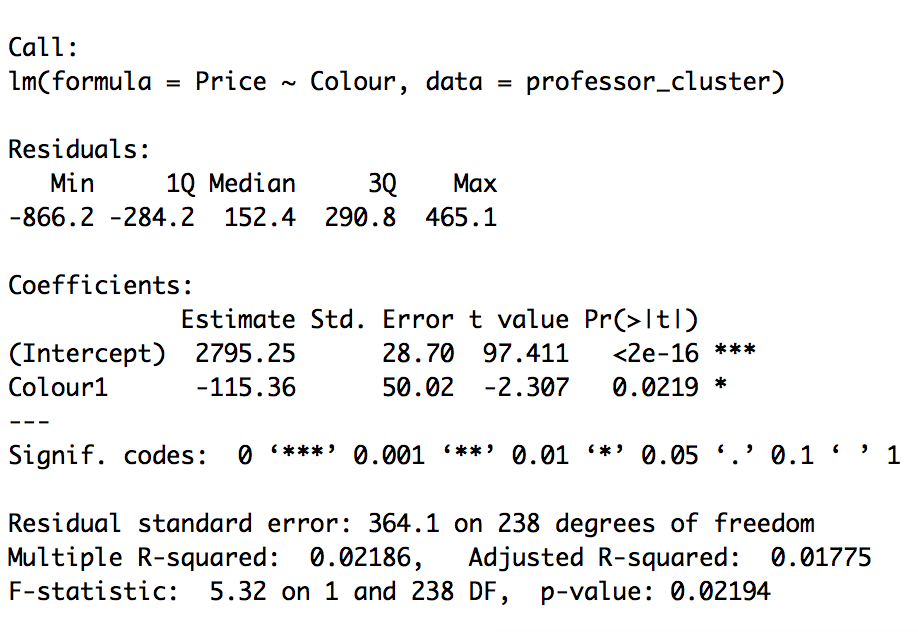 Call:
lm(formula = Price ~ Colour, data = professor_cluster)
Residuals:
   Min     1Q Median     3Q    Max
-866.2 -284.2  152.4  290.8  465.1
Coefficients:
            Estimate Std. Error t value Pr(>|t|)
(Intercept)  2795.25      28.70  97.411   <2e-16 ***
Colour1      -115.36      50.02  -2.307   0.0219 *
---
Signif. codes:  0 ‘***’ 0.001 ‘**’ 0.01 ‘*’ 0.05 ‘.’ 0.1 ‘ ’ 1
Residual standard error: 364.1 on 238 degrees of freedom
Multiple R-squared:  0.02186,   Adjusted R-squared:  0.01775
F-statistic:  5.32 on 1 and 238 DF,  p-value: 0.02194